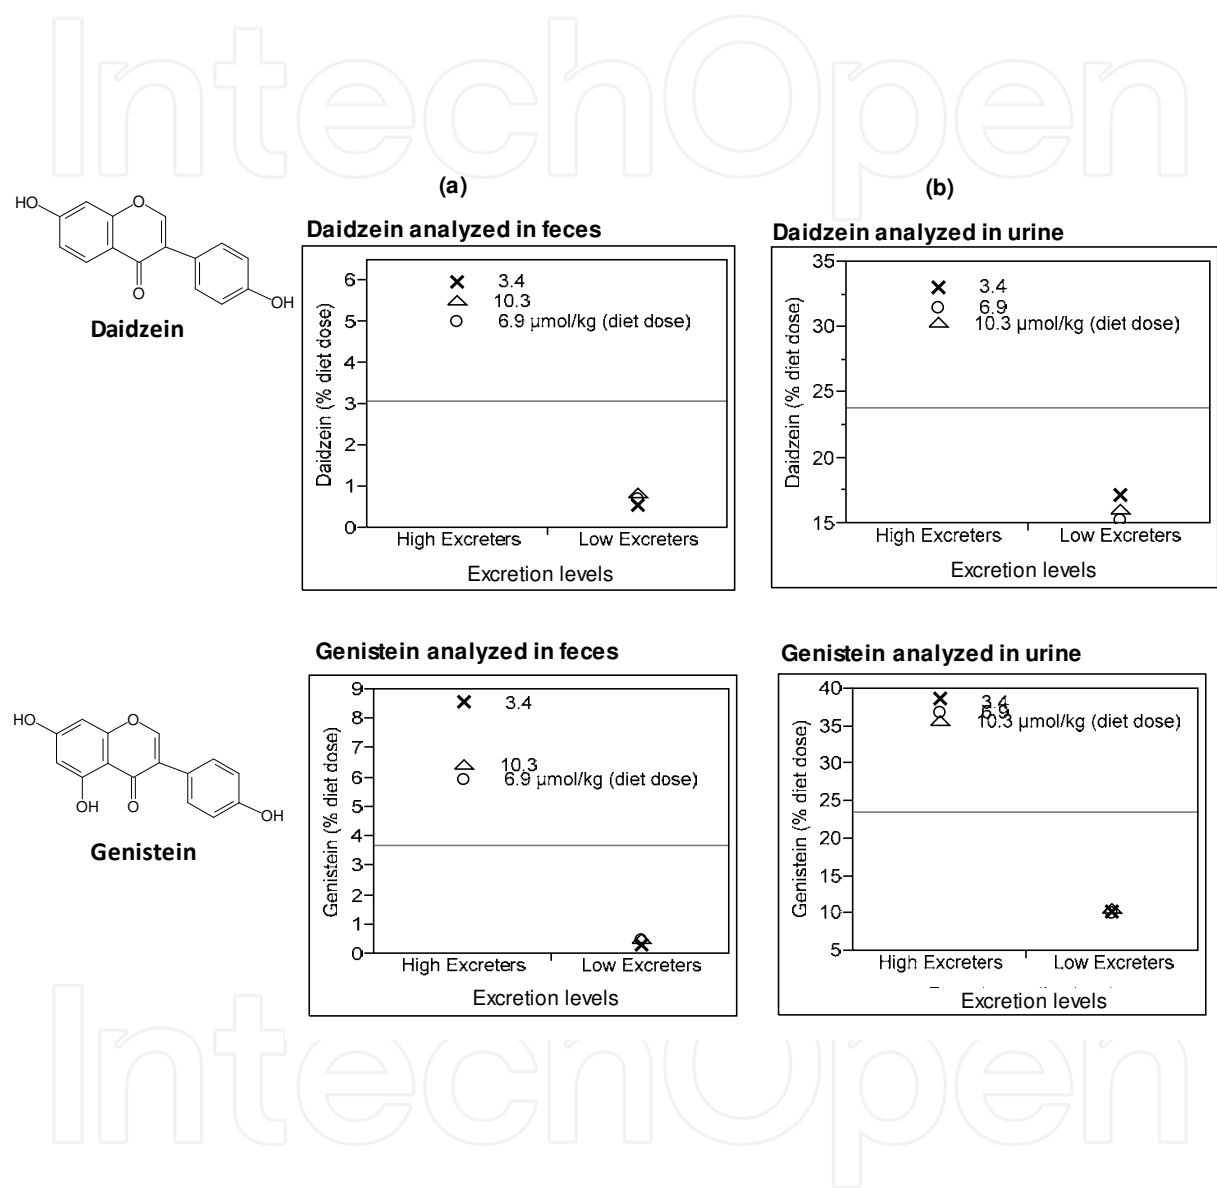 IntechOpen
(a)
(b)
HO
O
O
OH
Daidzein
Daidzein analyzed in feces
Daidzein (% diet dose)
6
5
4
3
2
1
0
3.4
10.3
6.9 µmol/kg (diet dose)
High Excreters
Low Excreters
Excretion levels
Daidzein analyzed in urine
Daidzein (% diet dose)
35
30
25
20
15
3.4
6.9
10.3 µmol/kg (diet dose)
High Excreters
Low Excreters
Excretion levels
HO
O
OH
O
OH
Genistein
Genistein analyzed in feces
Genistein (% diet dose)
9
8
7
6
5
4
3
2
1
0
3.4
10.3
6.9 µmol/kg (diet dose)
High Excreters
Low Excreters
Excretion levels
Genistein analyzed in urine
Genistein (% diet dose)
40
35
30
25
20
15
10
5
3.4
6.9
10.3 µmol/kg (diet dose)
High Excreters
Low Excreters
Excretion levels
IntechOpen